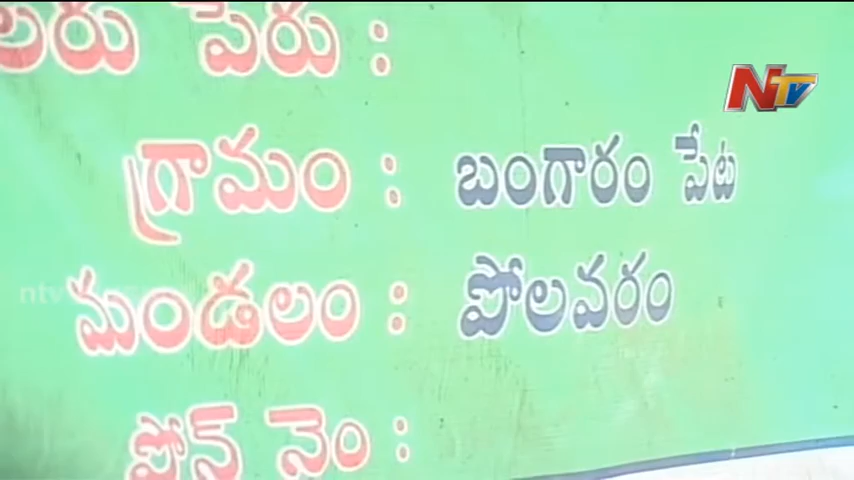 పేరు :
NTV
గ్రామం : బంగారం పేట
మండలం : పోలవరం
ఫోన్ నెం :